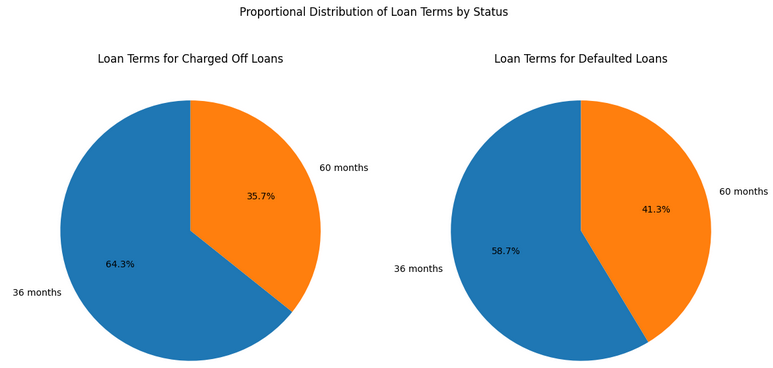 Proportional Distribution of Loan Terms by Status
Loan Terms for Charged Off Loans
60 months
35.7%
64.3%
36 months
Loan Terms for Defaulted Loans
60 months
41.3%
58.7%
36 months